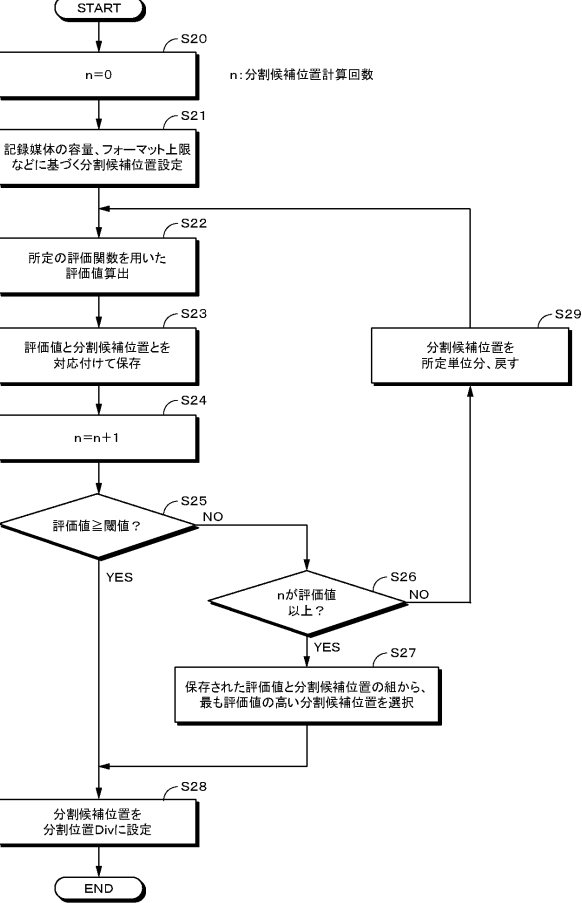 START
S20
n=0
n:分割候補位置計算回数
S21
記録媒体の容量、フォーマット上限
などに基づく分割候補位置設定
S22
所定の評価関数を用いた
評価値算出
S23
評価値と分割候補位置とを
対応付けて保存
S29
分割候補位置を
所定単位分、戻す
S24
n=n+1
S25
評価値≧閾値?
NO
YES
S26
nが評価値
以上?
NO
YES
S27
保存された評価値と分割候補位置の組から、
最も評価値の高い分割候補位置を選択
S28
分割候補位置を
分割位置Divに設定
END